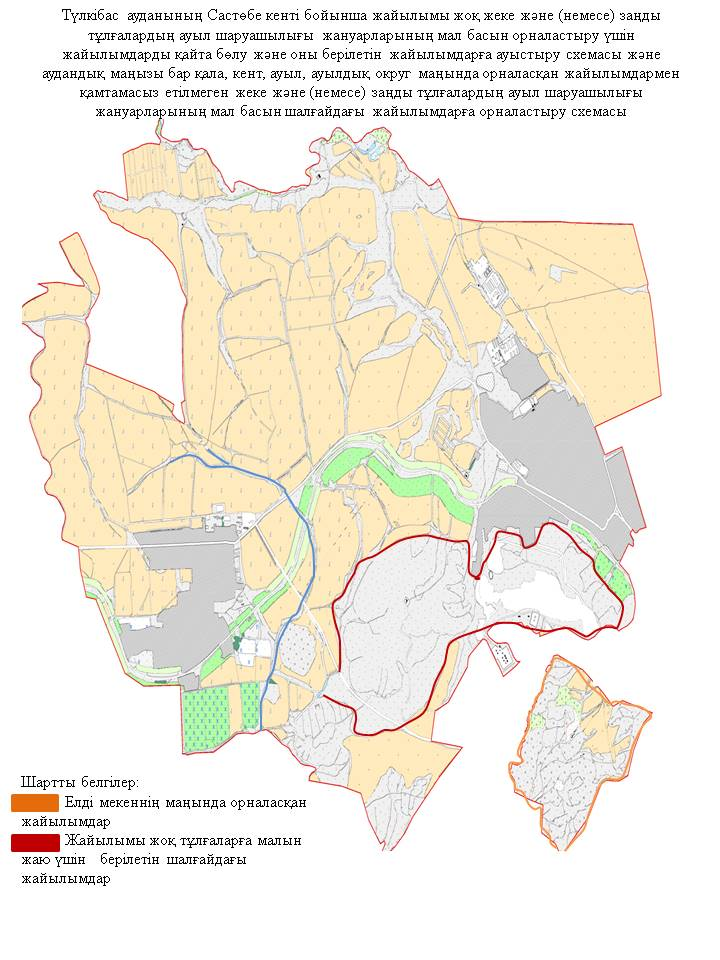 Түлкібас ауданының Састөбе кенті бойынша жайылымы жоқ жеке және (немесе) заңды
тұлғалардың ауыл шаруашылығы жануарларының мал басын орналастыру үшін
жайылымдарды қайта бөлу және оны берілетін жайылымдарға ауыстыру схемасы және
аудандық маңызы бар қала, кент, ауыл, ауылдық округ маңында орналасқан жайылымдармен
қамтамасыз етілмеген жеке және (немесе) заңды тұлғалардың ауыл шаруашылығы
жануарларының мал басын шалғайдағы жайылымдарға орналастыру схемасы
Шартты белгілер:
Елді мекеннің маңында орналасқан
жайылымдар
Жайылымы жоқ тұлғаларға малын
жаю үшін берілетін шалғайдағы
жайылымдар